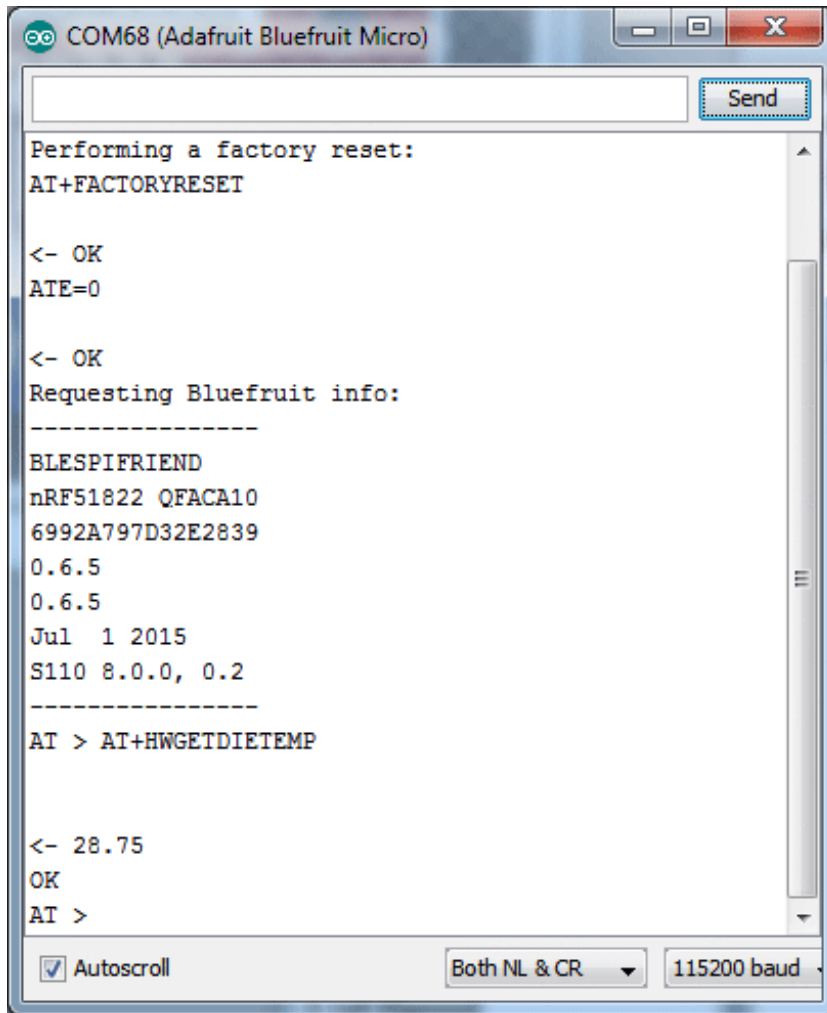 COM68 (Adafruit Bluefruit Micro)
Send
Performing a factory reset:
AT+FACTORYRESET
<- OK
ATE=0
<- OK
Requesting Bluefruit info:
----------------
BLESPIFRIEND
nRF51822 QFACA10
6992A797D32E2839
0.6.5
0.6.5
Jul  1 2015
S110 8.0.0, 0.2
----------------
AT > AT+HWGETDIETEMP
<- 28.75
OK
AT >
Autoscroll Both NL & CR 115200 baud